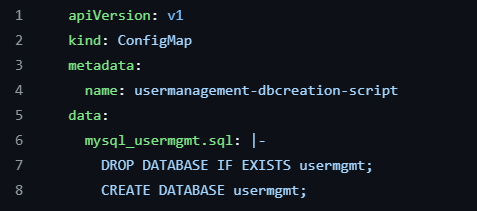 1 apiVersion: v1
2 kind: ConfigMap
3 metadata:
4   name: usermanagement-dbcreation-script
5 data:
6   mysql_usermgmt.sql: |-
7     DROP DATABASE IF EXISTS usermgmt;
8     CREATE DATABASE usermgmt;